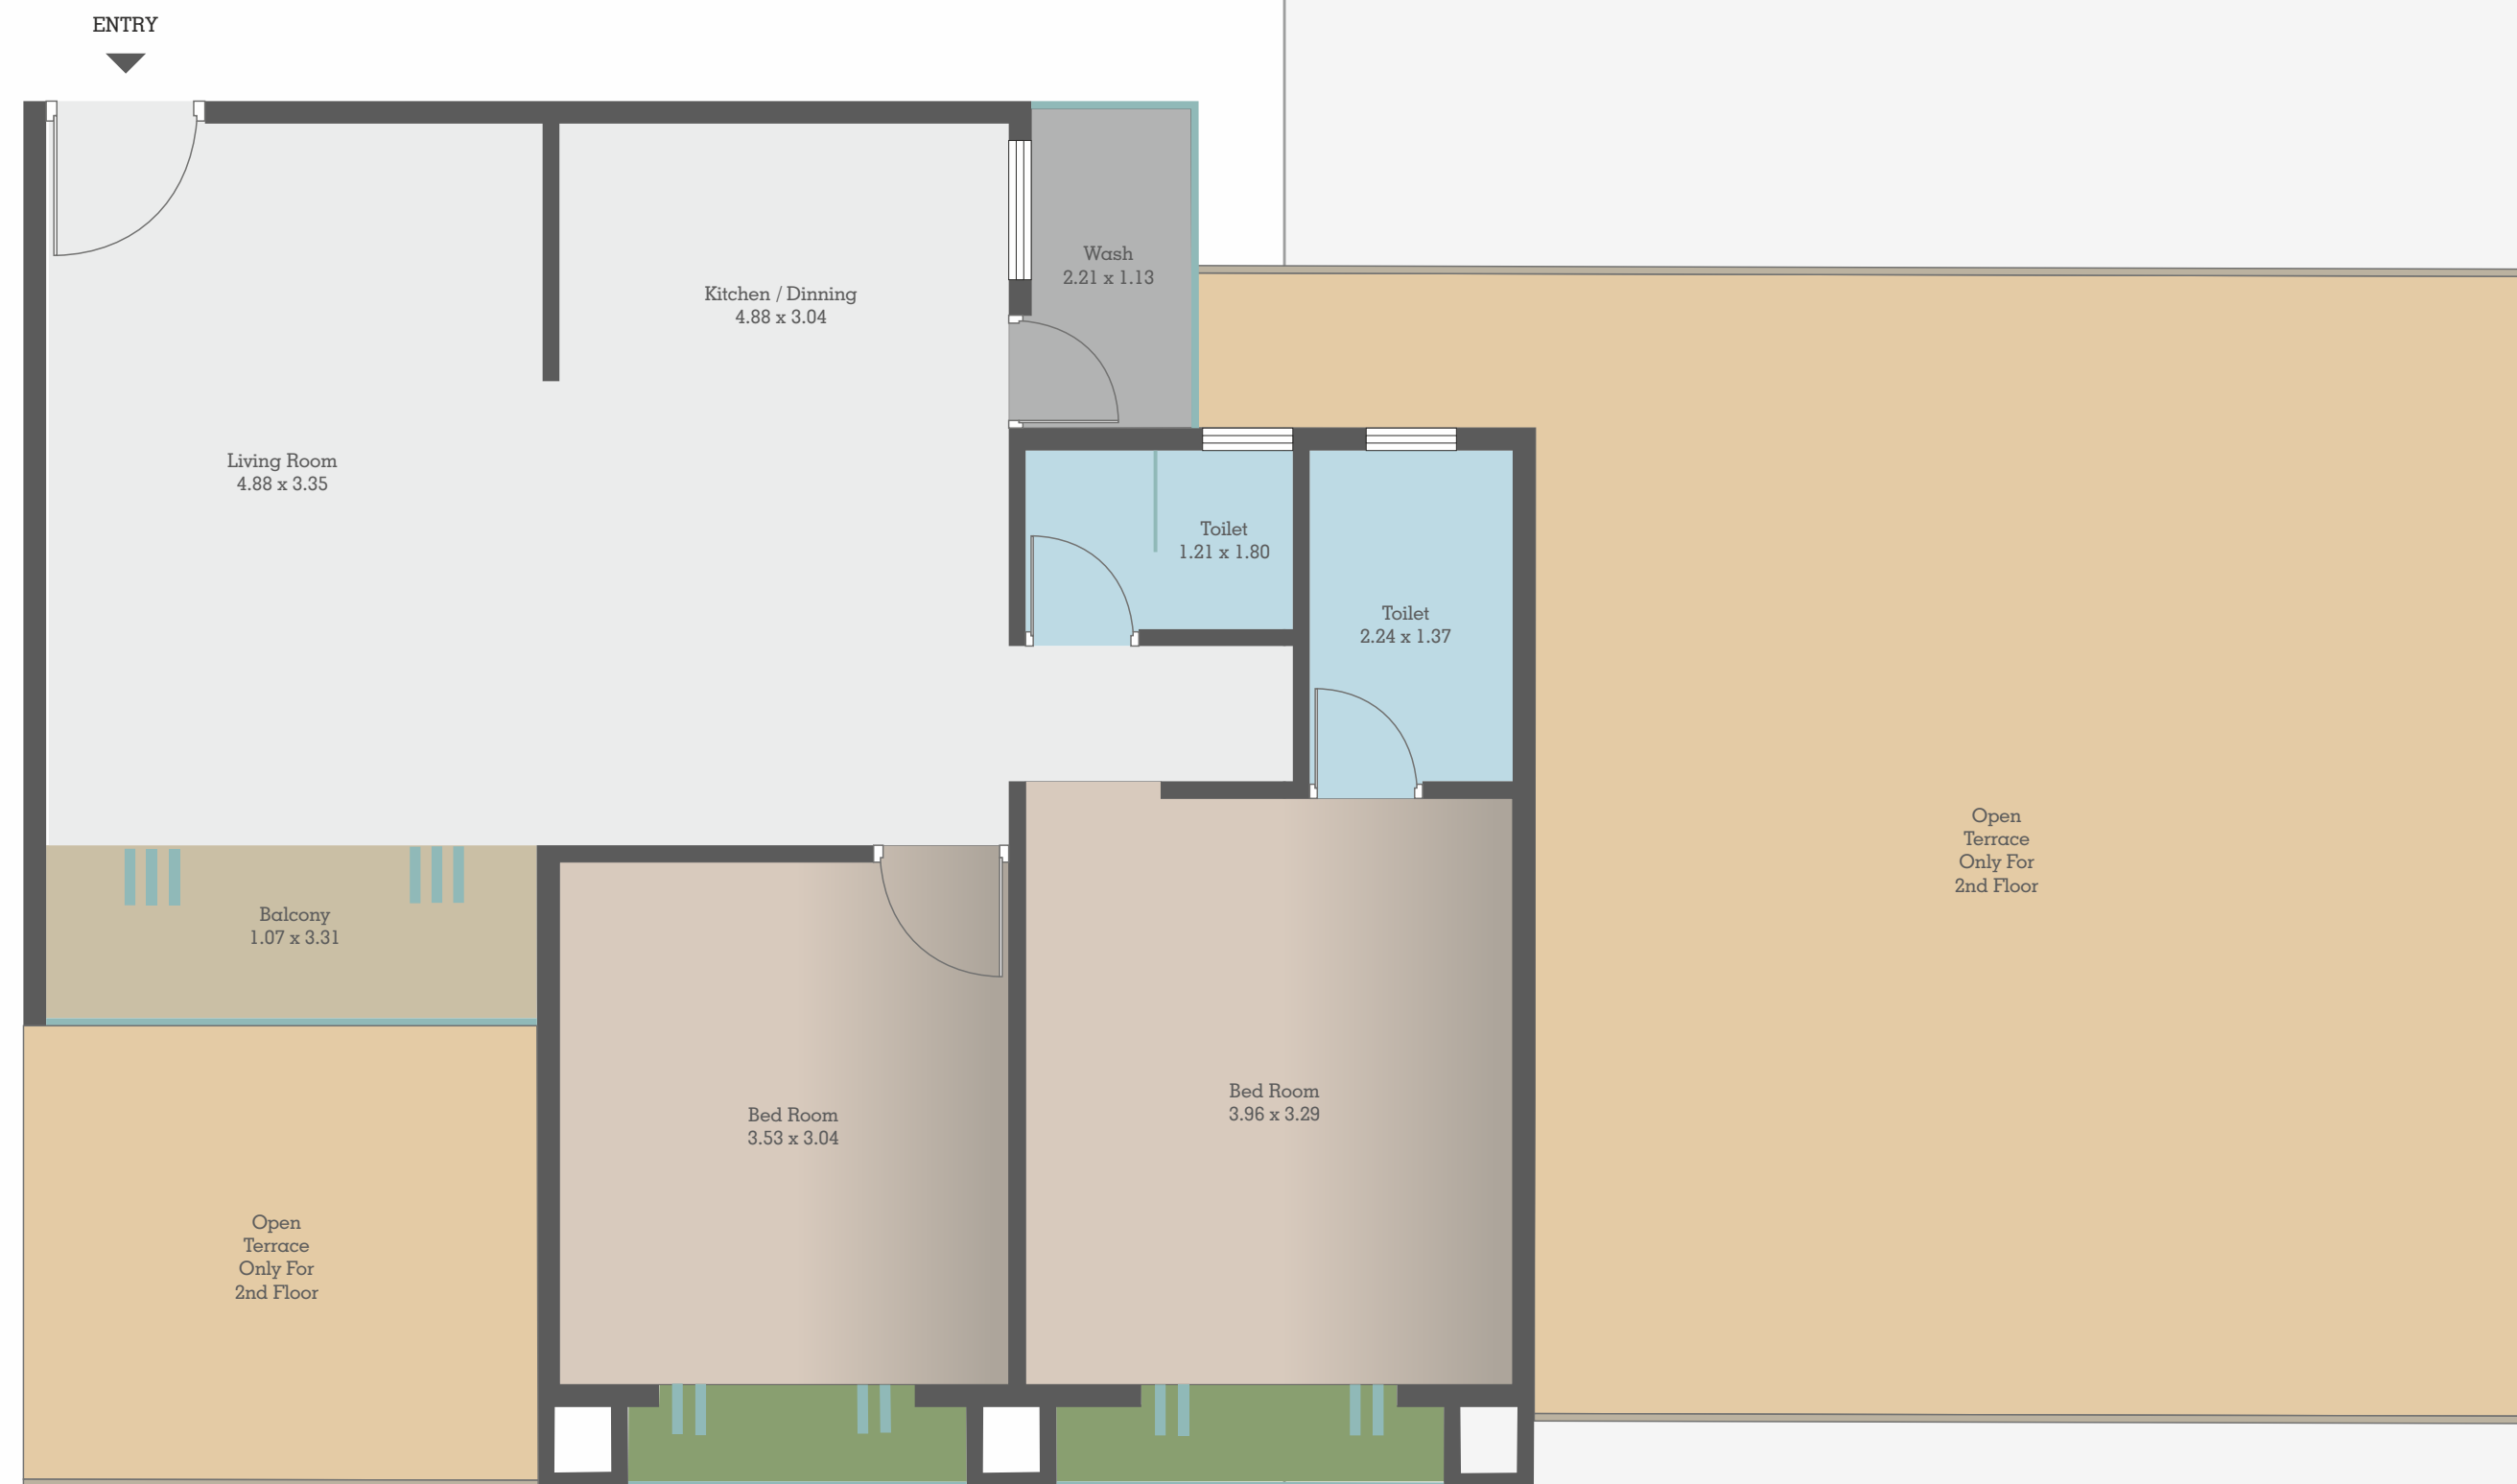 ENTRY
Wash
2.21 x 1.13
Kitchen / Dinning
4.88 x 3.04
Living Room
4.88 x 3.35
Toilet
1.21 x 1.80
Toilet
2.24 x 1.37
Open
Terrace
Only For
2nd Floor
Balcony
1.07 x 3.31
Bed Room
3.96 x 3.29
Bed Room
3.53 x 3.04
Open
Terrace
Only For
2nd Floor